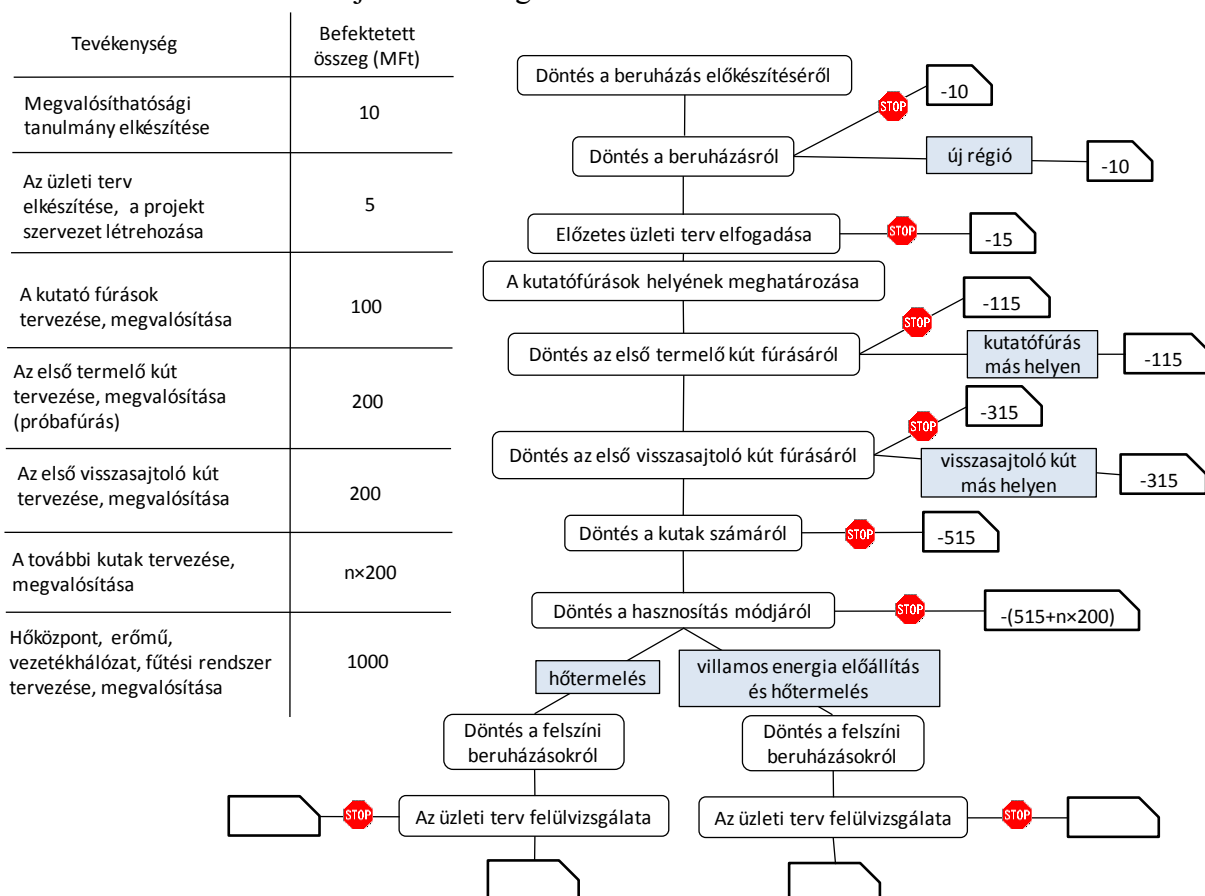 Tevékenység
Befektetett
összeg (MFt)
Megvalósíthatósági
tanulmány elkészítése
10
Az üzleti terv
elkészítése, a projekt
szervezet létrehozása
5
A kutató fúrások
tervezése, megvalósítása
100
Az első termelő kút
tervezése, megvalósítása
(próbafúrás)
200
Az első visszasajtoló kút
tervezése, megvalósítása
200
A további kutak tervezése,
megvalósítása
n×200
Hőközpont, erőmű,
vezetékhálózat, fűtési rendszer
tervezése, megvalósítása
1000
Döntés a beruházás előkészítéséről
STOP
-10
Döntés a beruházásról
új régió
-10
Előzetes üzleti terv elfogadása
STOP
-15
A kutatófúrások helyének meghatározása
STOP
-115
Döntés az első termelő kút fúrásáról
kutatófúrás
más helyen
-115
STOP
-315
Döntés az első visszasajtoló kút fúrásáról
visszasajtoló kút
más helyen
-315
Döntés a kutak számáról
STOP
-515
Döntés a hasznosítás módjáról
STOP
-(515+n×200)
hőtermelés
villamos energia előállítás
és hőtermelés
Döntés a felszíni
beruházásokról
Döntés a felszíni
beruházásokról
STOP
Az üzleti terv felülvizsgálata
Az üzleti terv felülvizsgálata
STOP